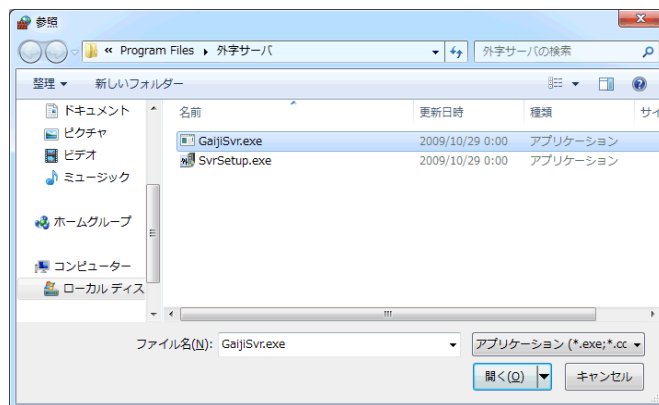 参照
« Program Files 外字サーバ 外字サーバの検索
整理 新しいフォルダー
ドキュメント
ピクチャ
ビデオ
ミュージック
ホームグループ
コンピューター
ローカル ディス
名前 更新日時 種類 サイ
GaijiSvr.exe 2009/10/29 0:00 アプリケーション
SvrSetup.exe 2009/10/29 0:00 アプリケーション
ファイル名(N): GaijiSvr.exe アプリケーション (*.exe;*.cc
開く(O) キャンセル